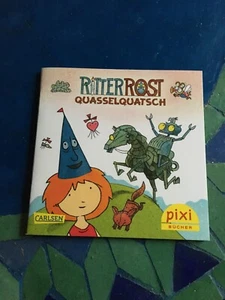 RITTER ROST
QUASSELQUATSCH
CARLSEN
pixi
BÜCHER